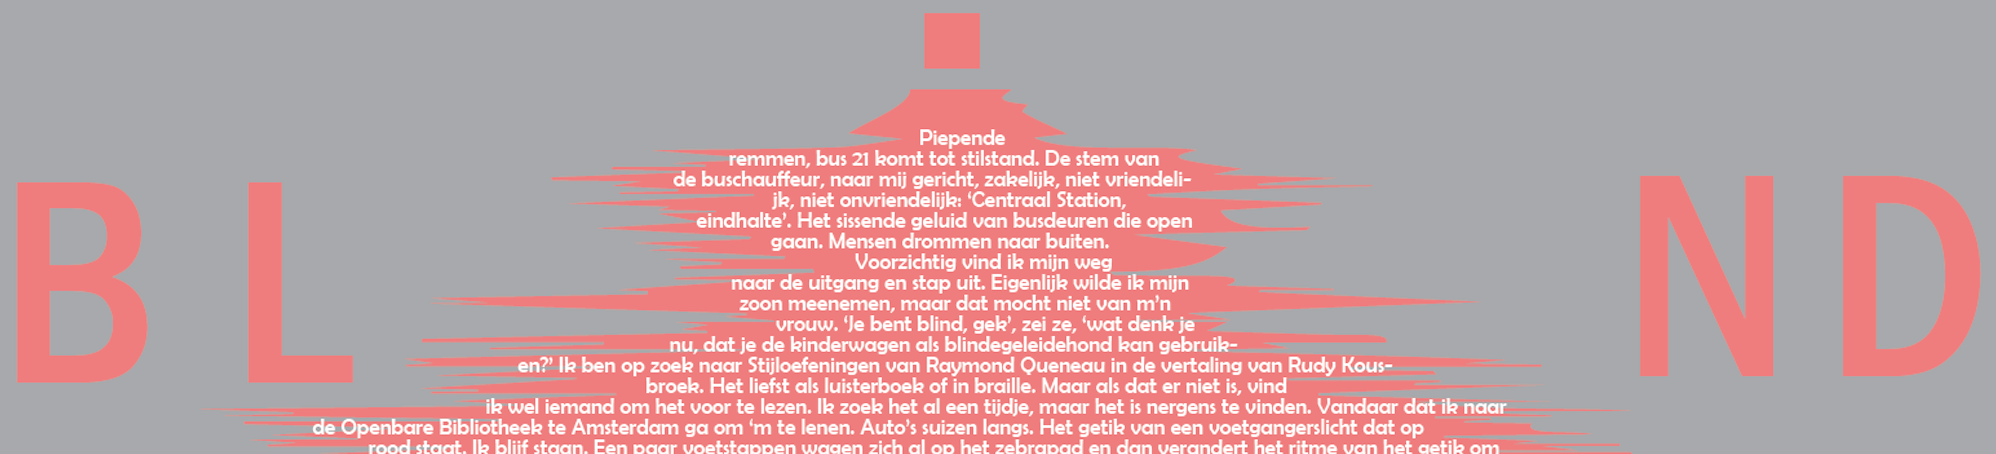 BLIND
Piepende
remmen, bus 21 komt tot stilstand. De stem van
de buschauffeur, naar mij gericht, zakelijk, niet vriendeli-
jk, niet onvriendelijk: ‘Centraal Station,
eindhalte’. Het sissende geluid van busdeuren die open
gaan. Mensen drommen naar buiten.
Voorzichtig vind ik mijn weg
naar de uitgang en stap uit. Eigenlijk wilde ik mijn
zoon meenemen, maar dat mocht niet van m’n
vrouw. ‘Je bent blind, gek’, zei ze, ‘wat denk je
nu, dat je de kinderwagen als blindegeleidehond kan gebruik-
en?’ Ik ben op zoek naar Stijloefeningen van Raymond Queneau in de vertaling van Rudy Kous-
broek. Het liefst als luisterboek of in braille. Maar als dat er niet is, vind
ik wel iemand om het voor te lezen. Ik zoek het al een tijdje, maar het is nergens te vinden. Vandaar dat ik naar
de Openbare Bibliotheek te Amsterdam ga om ‘m te lenen. Auto’s suizen langs. Het getik van een voetgangerslicht dat op
rood staat. Ik blijf staan. Een paar voetstappen wagen zich al op het zebrapad en dan verandert het ritme van het getik om